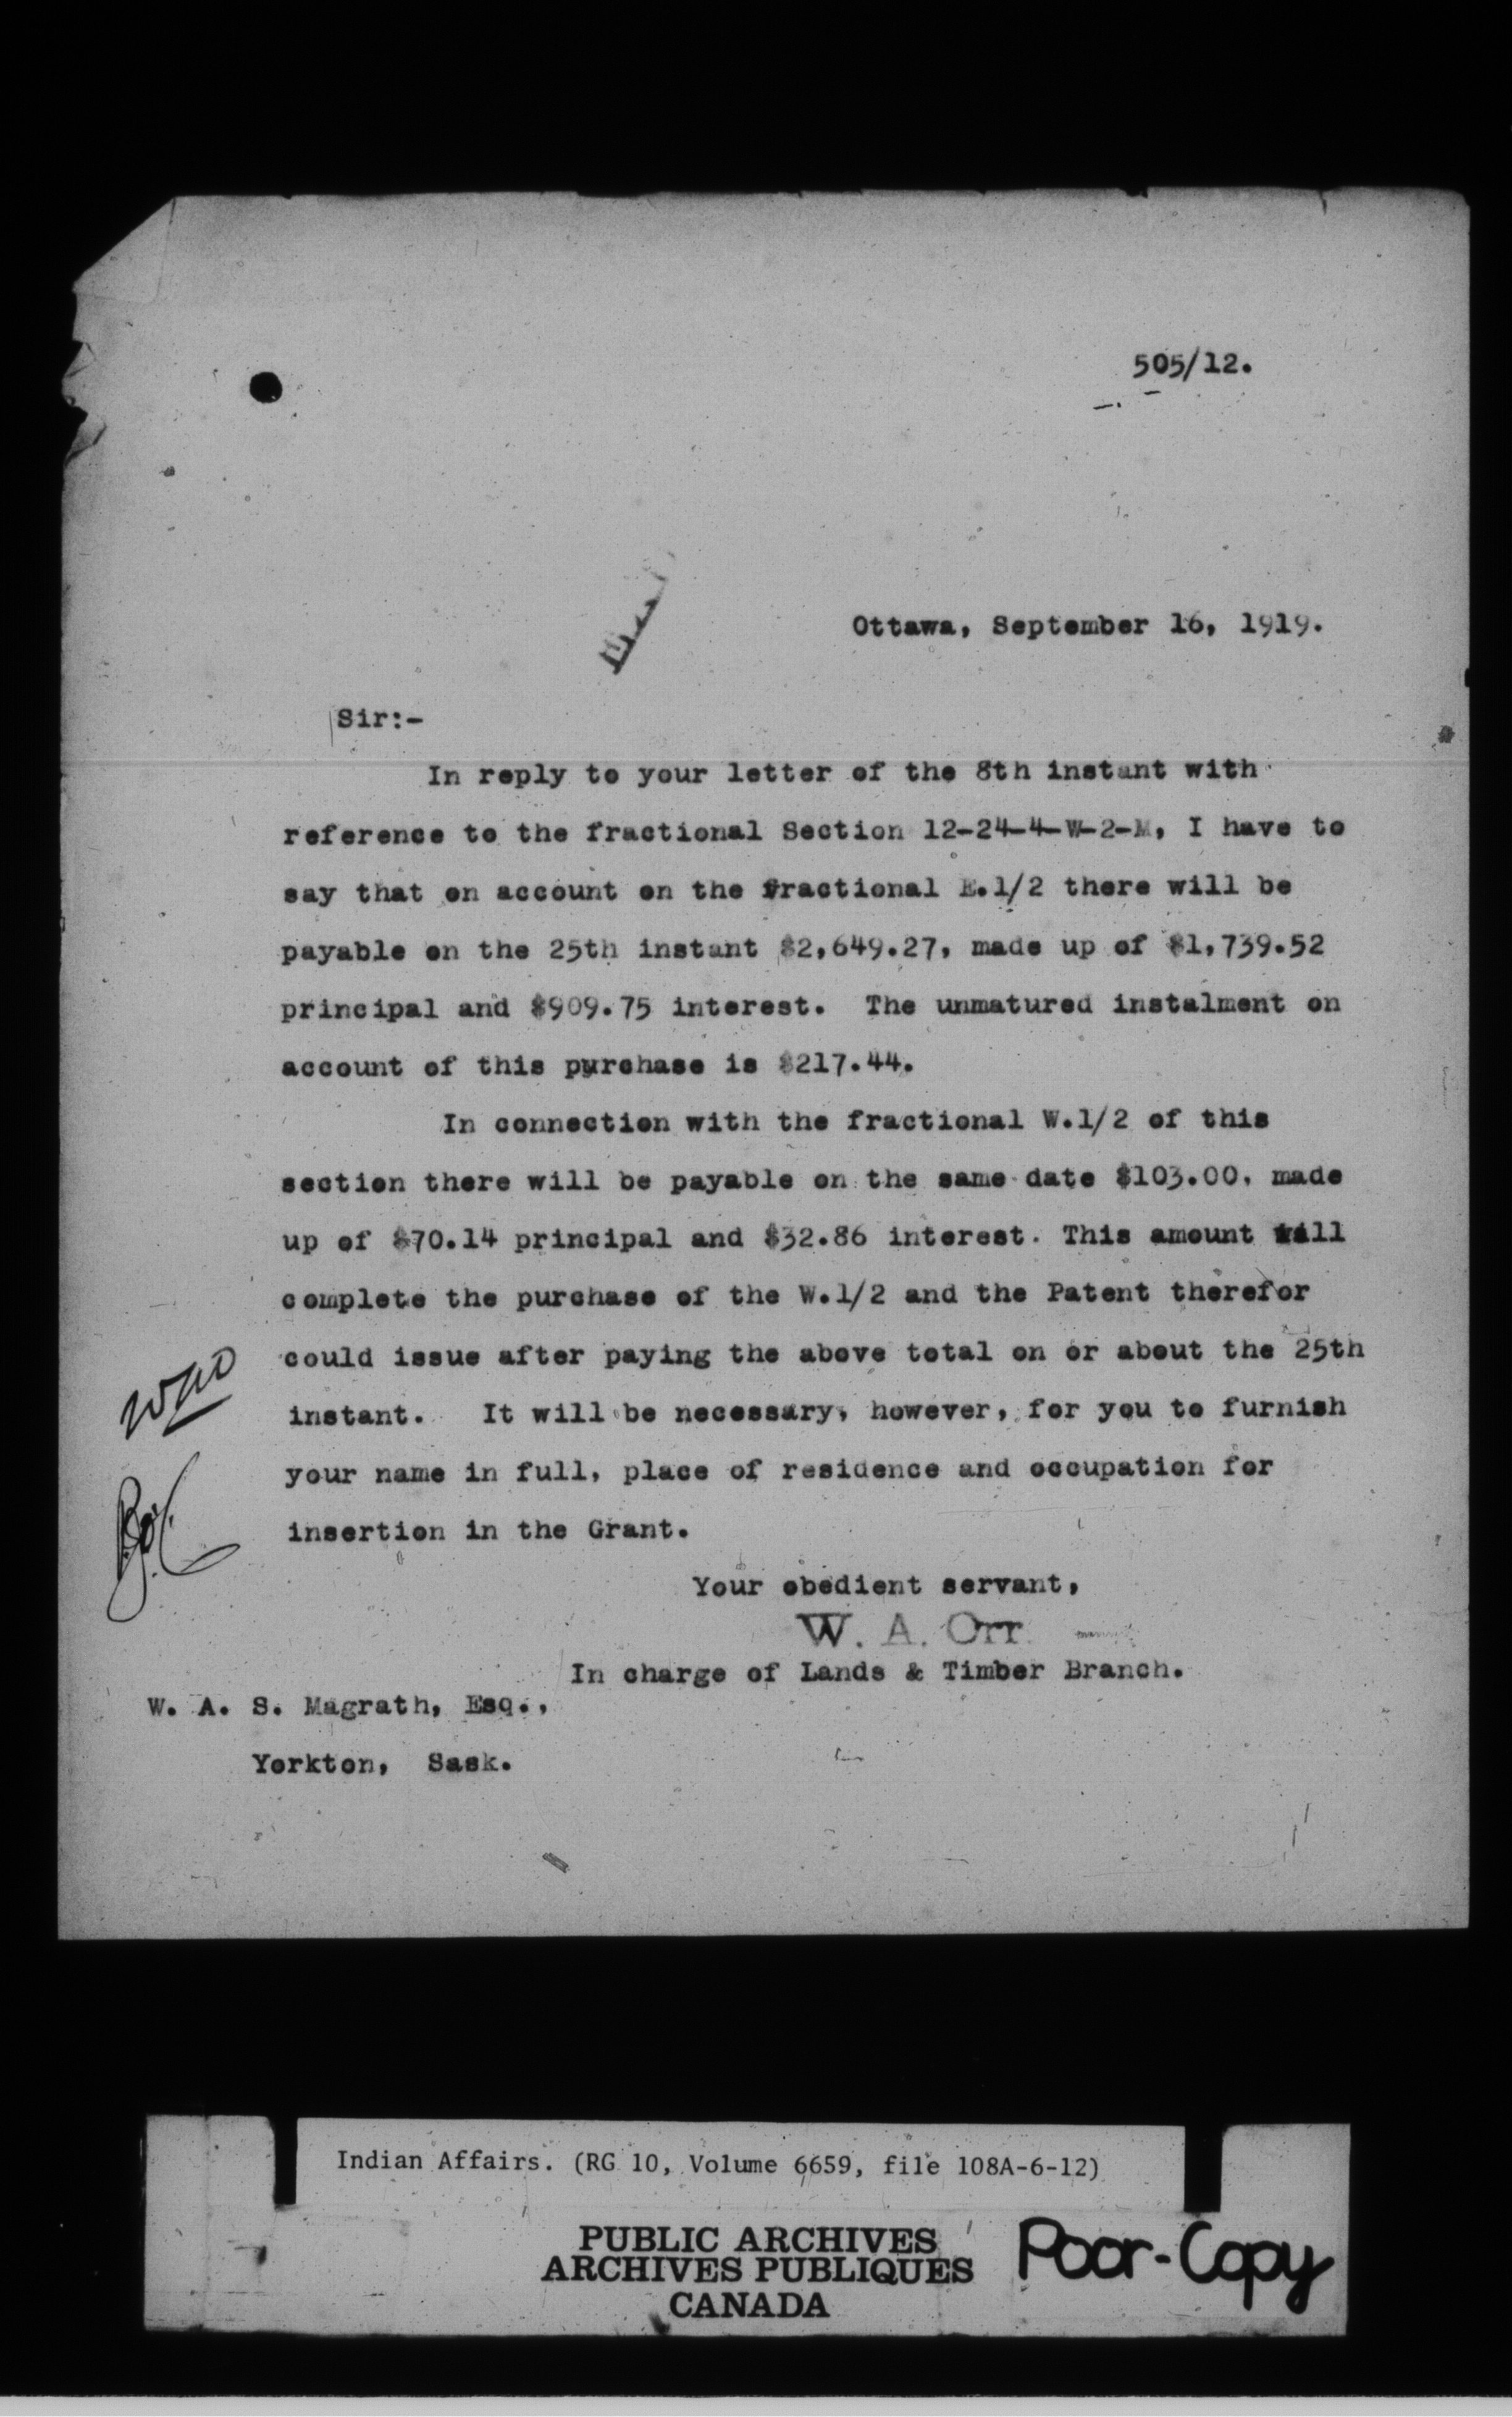 505/12.
Ottawa, September 16, 1919.
Sir:-
In reply to your letter of the 8th instant with
reference to the fractional Section 12-24-4-W-2-M, I have to
say that on account on the fractional E.1/2 there will be
payable on the 25th instant $2,649.27, made up of $1,739.52
principal and $909.75 interest. The unmatured instalment on
account of this purchase is $217.44.
In connection with the fractional W.1/2 of this
section there will be payable on the same date $103.00, made
up of $70.14 principal and $32.86 interest. This amount will
complete the purchase of the W.1/2 and the Patent therefor
could issue after paying the above total on or about the 25th
instant. It will be necessary, however, for you to furnish
your name in full, place of residence and occupation for
insertion in the Grant.
Your obedient servant,
W. A. Orr
In charge of Lands & Timber Branch.
W. A. S. Magrath, Esq.,
Yorkton, Sask.
Indian Affairs. (RG 10, Volume 6659, file 108A-6-12)
PUBLIC ARCHIVES
ARCHIVES PUBLIQUES
CANADA
Poor-Copy